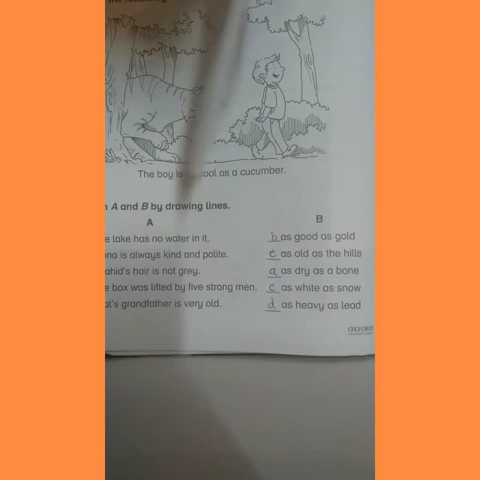 the following
The boy is as cool as a cucumber.
A and B by drawing lines.
A
B
lake has no water in it.
b as good as gold
is always kind and polite.
e as old as the hills
hair is not grey.
a as dry as a bone
box was lifted by five strong men.
c as white as snow
grandfather is very old.
d as heavy as lead
OXFORD